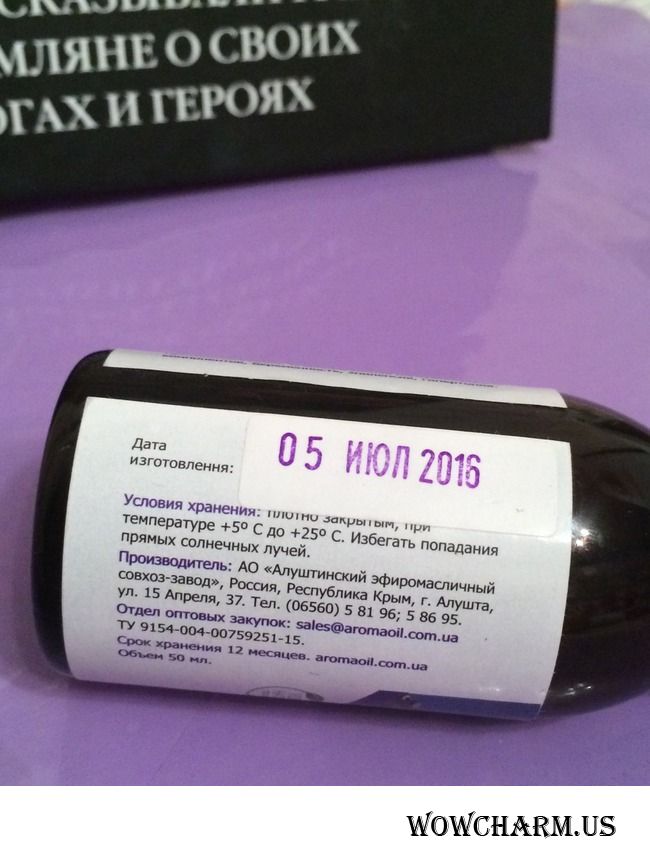 МЛЯНЕ О СВОИХ
ОГАХ И ГЕРОЯХ
Дата
изготовления:
05 ИЮЛ 2016
Условия хранения: плотно закрытым, при
температуре +5º С до +25º С. Избегать попадания
прямых солнечных лучей.
Производитель: АО «Алуштинский эфиромасличный
совхоз-завод», Россия, Республика Крым, г. Алушта,
ул. 15 Апреля, 37. Тел. (06560) 5 81 96; 5 86 95.
Отдел оптовых закупок: sales@aromaoil.com.ua
ТУ 9154-004-00759251-15.
Срок хранения 12 месяцев. aromaoil.com.ua
Объем 50 мл.
WOWCHARM.US